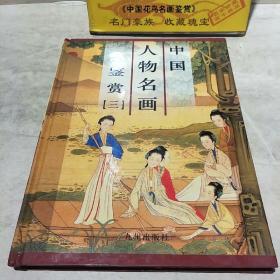 《中国花鸟名画鉴赏》
名门豪族 收藏瑰宝
中国
人物名画
鉴赏[三]
九州出版社